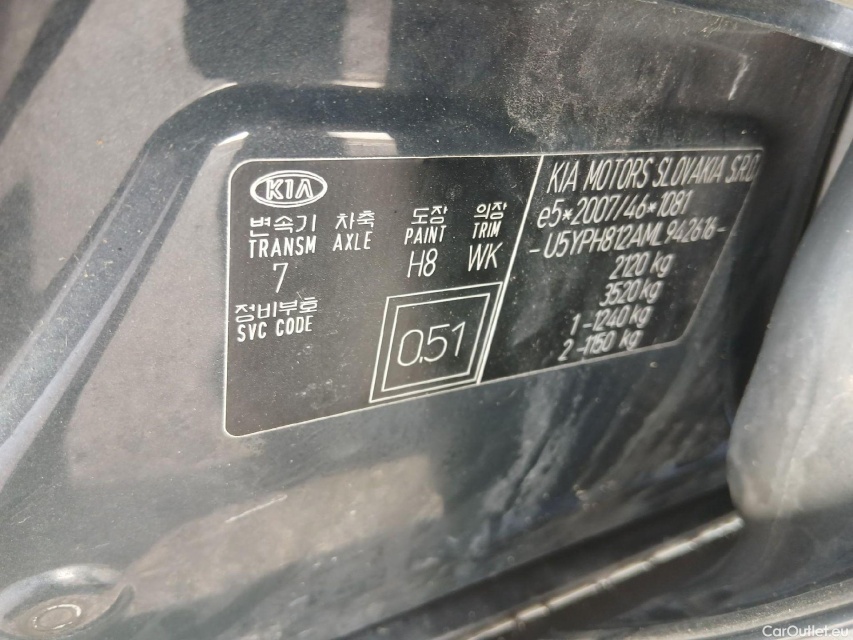 KIA
변속기 차축 도장 의장
TRANSM AXLE PAINT TRIM
7 H8 WK
정비부호
SVC CODE
0.51
KIA MOTORS SLOVAKIA S.R.O.
e5*2007/46*1081
-U5YPH812AML942616-
2120 kg
3520 kg
1 -1240 kg
2 -1150 kg
CarOutlet.eu